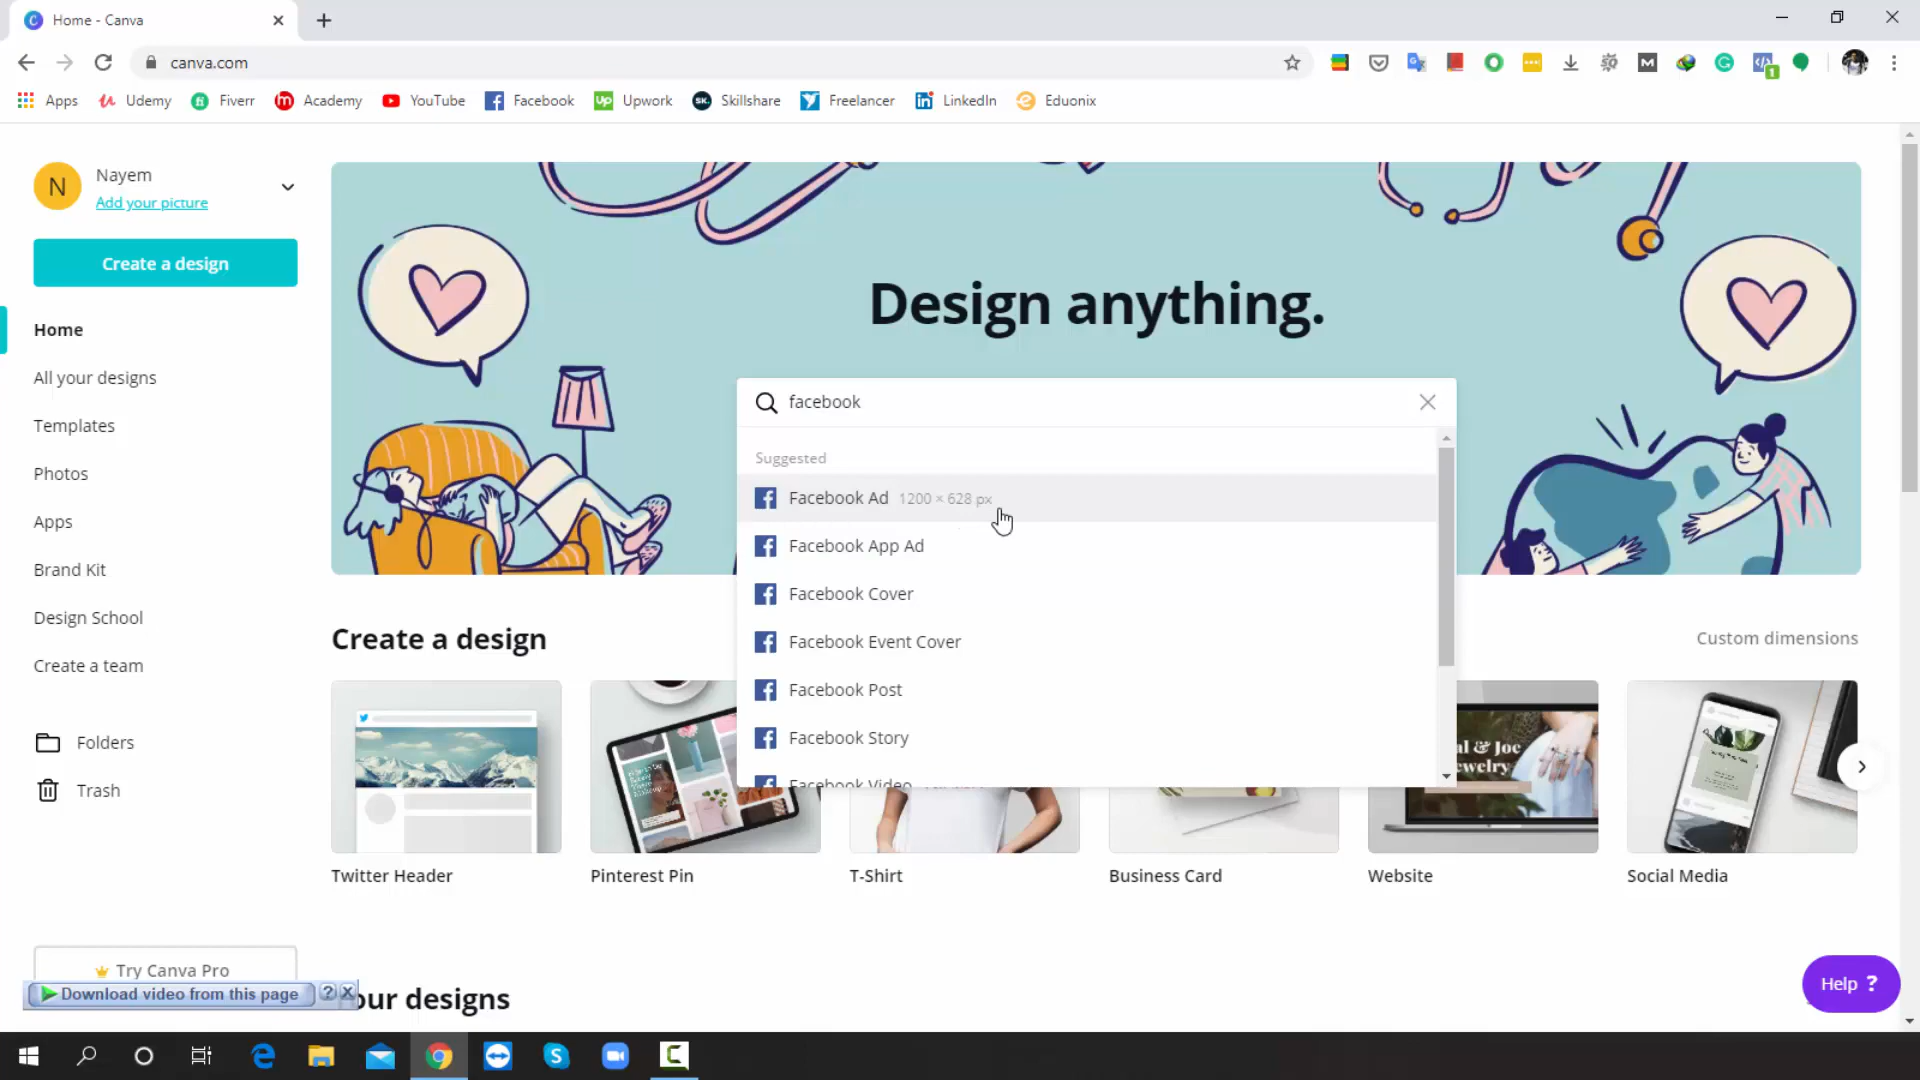 Home - Canva
canva.com
Apps
Udemy
Fiverr
Academy
YouTube
Facebook
Upwork
Skillshare
Freelancer
LinkedIn
Eduonix
N
Nayem
Add your picture
Create a design
Home
All your designs
Templates
Photos
Apps
Brand Kit
Design School
Create a team
Folders
Trash
Try Canva Pro
Download video from this page
Design anything.
facebook
Suggested
Facebook Ad 1200 × 628 px
Facebook App Ad
Facebook Cover
Facebook Event Cover
Facebook Post
Facebook Story
Facebook Video
Create a design
Custom dimensions
Twitter Header
Pinterest Pin
T-Shirt
Business Card
Website
Social Media
our designs
Help ?